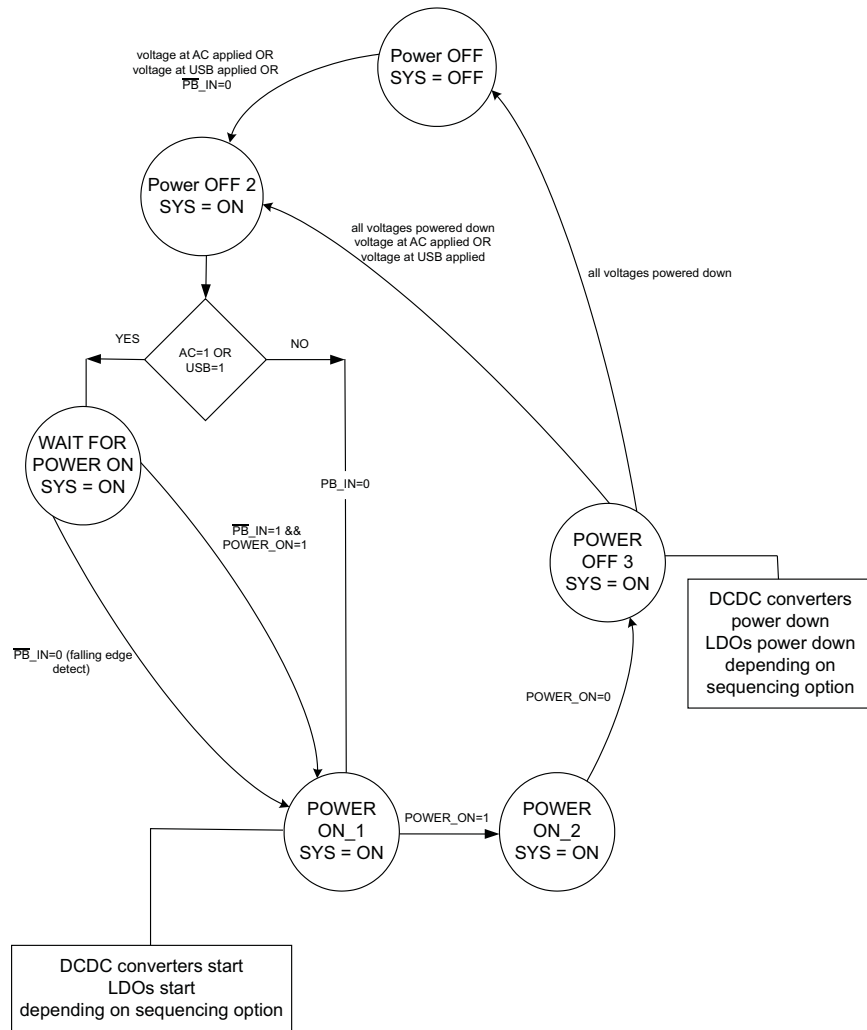 Power OFF
SYS = OFF
voltage at AC applied OR
voltage at USB applied OR
P̅B̅_IN=0
Power OFF 2
SYS = ON
all voltages powered down
voltage at AC applied OR
voltage at USB applied
all voltages powered down
AC=1 OR
USB=1
YES
NO
WAIT FOR
POWER ON
SYS = ON
PB_IN=0
P̅B̅_IN=1 &&
POWER_ON=1
POWER
OFF 3
SYS = ON
DCDC converters
power down
LDOs power down
depending on
sequencing option
P̅B̅_IN=0 (falling edge
detect)
POWER_ON=0
POWER
ON_1
SYS = ON
POWER_ON=1
POWER
ON_2
SYS = ON
DCDC converters start
LDOs start
depending on sequencing option